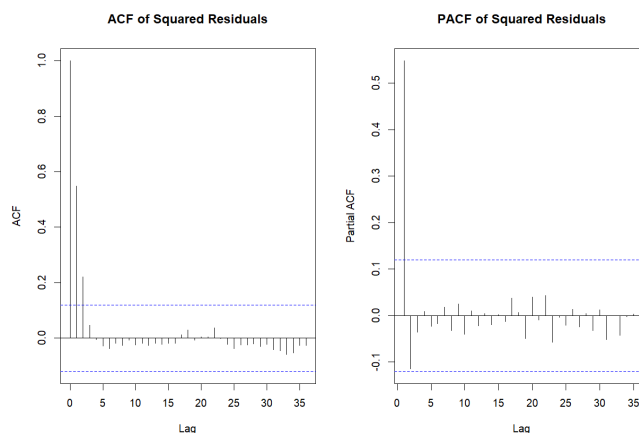 ACF of Squared Residuals
ACF
1.0
0.8
0.6
0.4
0.2
0.0
0 5 10 15 20 25 30 35
Lag
PACF of Squared Residuals
Partial ACF
0.5
0.4
0.3
0.2
0.1
0.0
-0.1
0 5 10 15 20 25 30 35
Lag